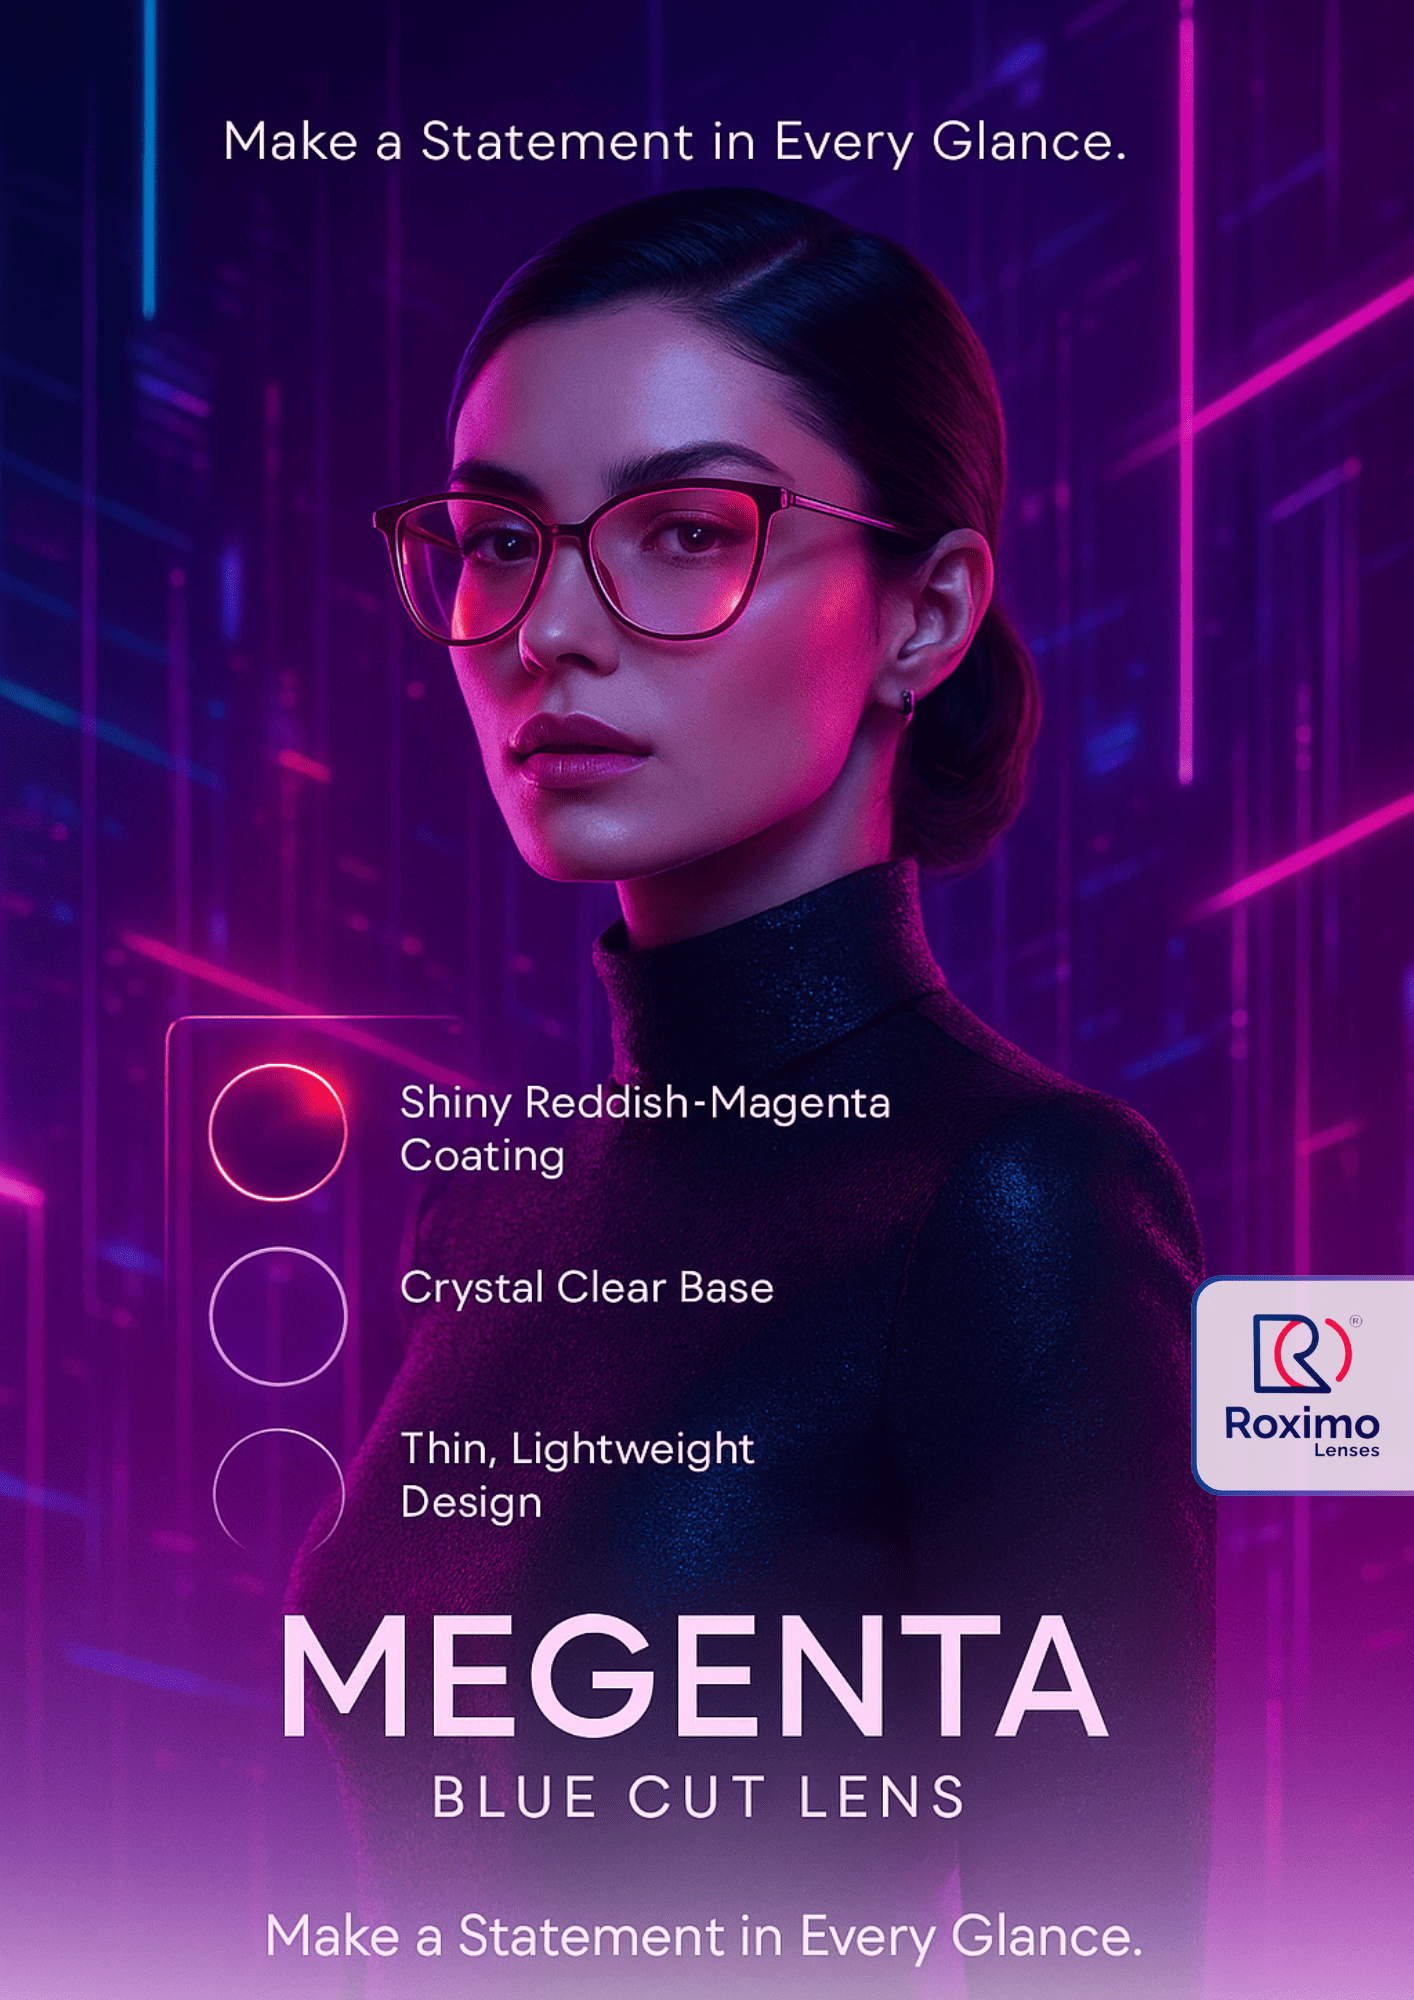 Make a Statement in Every Glance.
Shiny Reddish-Magenta
Coating
Crystal Clear Base
Thin, Lightweight
Design
R ®
Roximo
Lenses
MEGENTA
BLUE CUT LENS
Make a Statement in Every Glance.